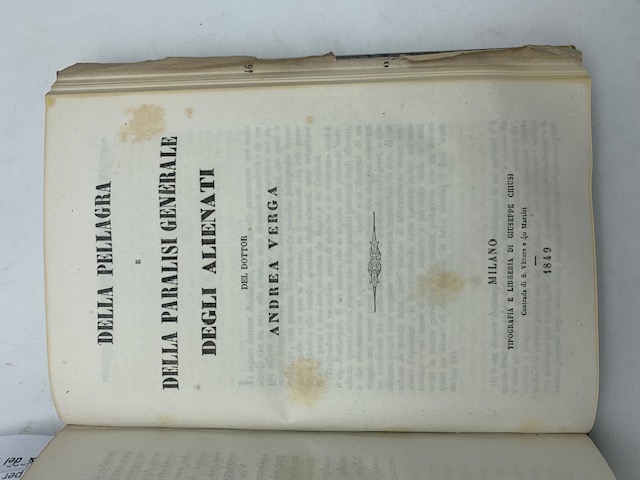 DELLA PELLAGRA
E
DELLA PARALISI GENERALE
DEGLI ALIENATI
DEL DOTTOR
ANDREA VERGA
MILANO
TIPOGRAFIA E LIBRERIA DI GIUSEPPE CHIUSI
Contrada di S. Vittore e 40 Martiri
1849